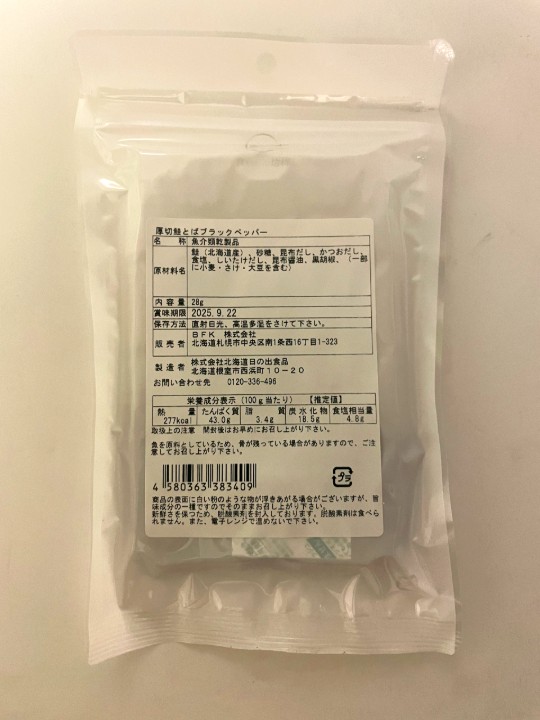 厚切鮭とばブラックペッパー
名　称 魚介類乾製品
原材料名 鮭（北海道産）、砂糖、昆布だし、かつおだし、
食塩、しいたけだし、昆布醤油、黒胡椒、（一部
に小麦・さけ・大豆を含む）
内容量 28g
賞味期限 2025.9.22
保存方法 直射日光、高温多湿をさけて下さい。
販売者 ＢＦＫ　株式会社
北海道札幌市中央区南1条西16丁目1-323
製造者 株式会社北海道日の出食品
北海道根室市西浜町１０－２０
お問い合わせ先　0120-336-496
栄養成分表示（100ｇ当たり）　【推定値】
熱　量 たんぱく質 脂　質 炭水化物 食塩相当量
277kcal 43.0g 3.4g 18.5g 4.8g
取扱上の注意　開封後はお早めにお召し上がり下さい。
魚を原料としているため、骨が残っている場合がありますので、ご注
意してお召し上がり下さい。
4 580363 383409
プラ
商品の表面に白い粉のような物が浮きあがる場合がございますが、旨
味成分の一種ですのでそのままお召し上がり下さい。
新鮮さを保つため、脱酸素剤を封入しております、脱酸素剤は食べら
れません。また、電子レンジで温めないで下さい。